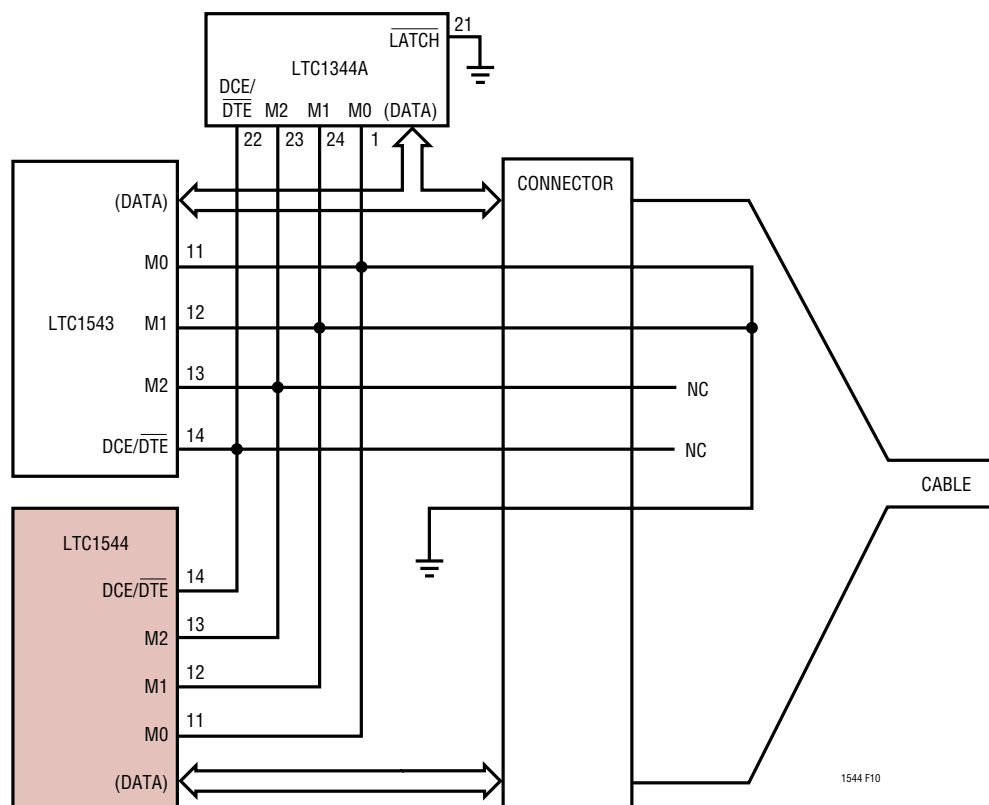 21
LATCH
LTC1344A
DCE/
DTE M2 M1 M0 (DATA)
22 23 24 1
CONNECTOR
(DATA)
M0 11
LTC1543
M1 12
M2 13
NC
DCE/DTE 14
NC
CABLE
LTC1544
DCE/DTE 14
M2 13
M1 12
M0 11
(DATA)
1544 F10